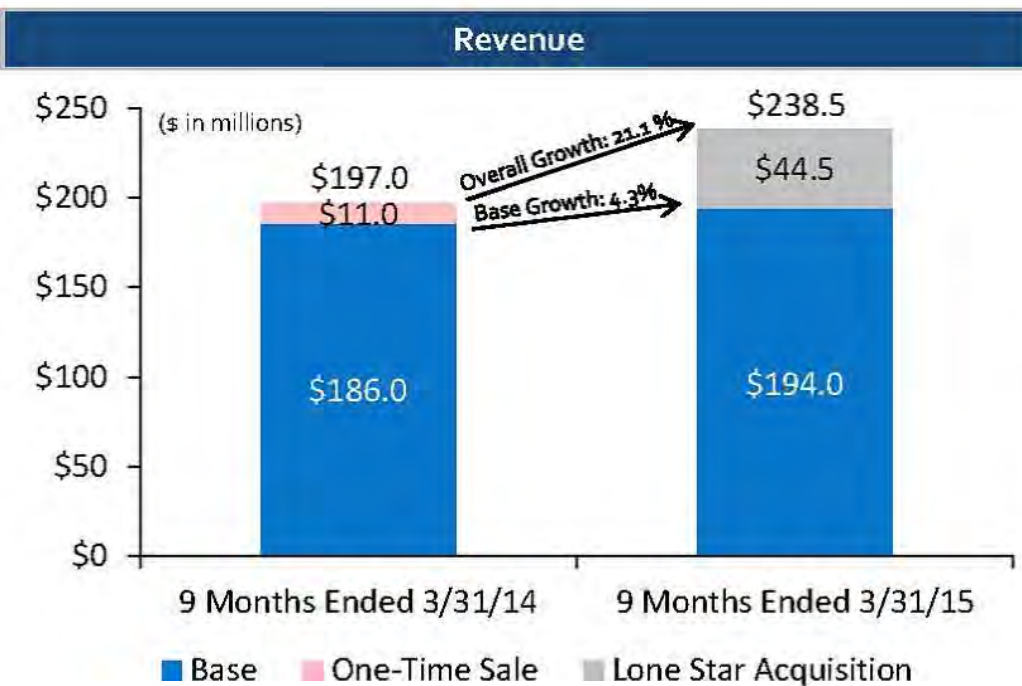 Revenue
($ in millions)
$250
$200
$150
$100
$50
$0
$197.0
$11.0
$186.0
Overall Growth: 21.1 %
Base Growth: 4.3%
$238.5
$44.5
$194.0
9 Months Ended 3/31/14
9 Months Ended 3/31/15
Base
One-Time Sale
Lone Star Acquisition